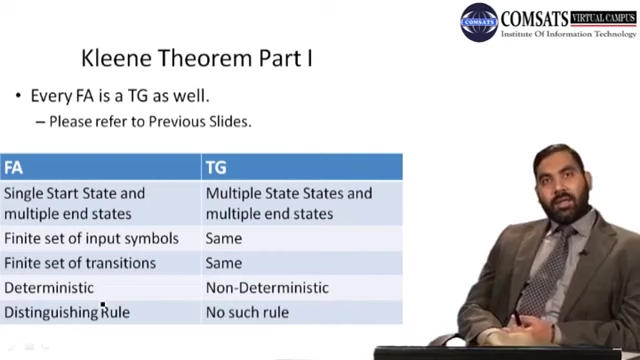 COMSATS VIRTUAL CAMPUS
Institute Of Information Technology
Kleene Theorem Part I
• Every FA is a TG as well.
– Please refer to Previous Slides.
FA TG
Single Start State and multiple end states Multiple State States and multiple end states
Finite set of input symbols Same
Finite set of transitions Same
Deterministic Non-Deterministic
Distinguishing Rule No such rule